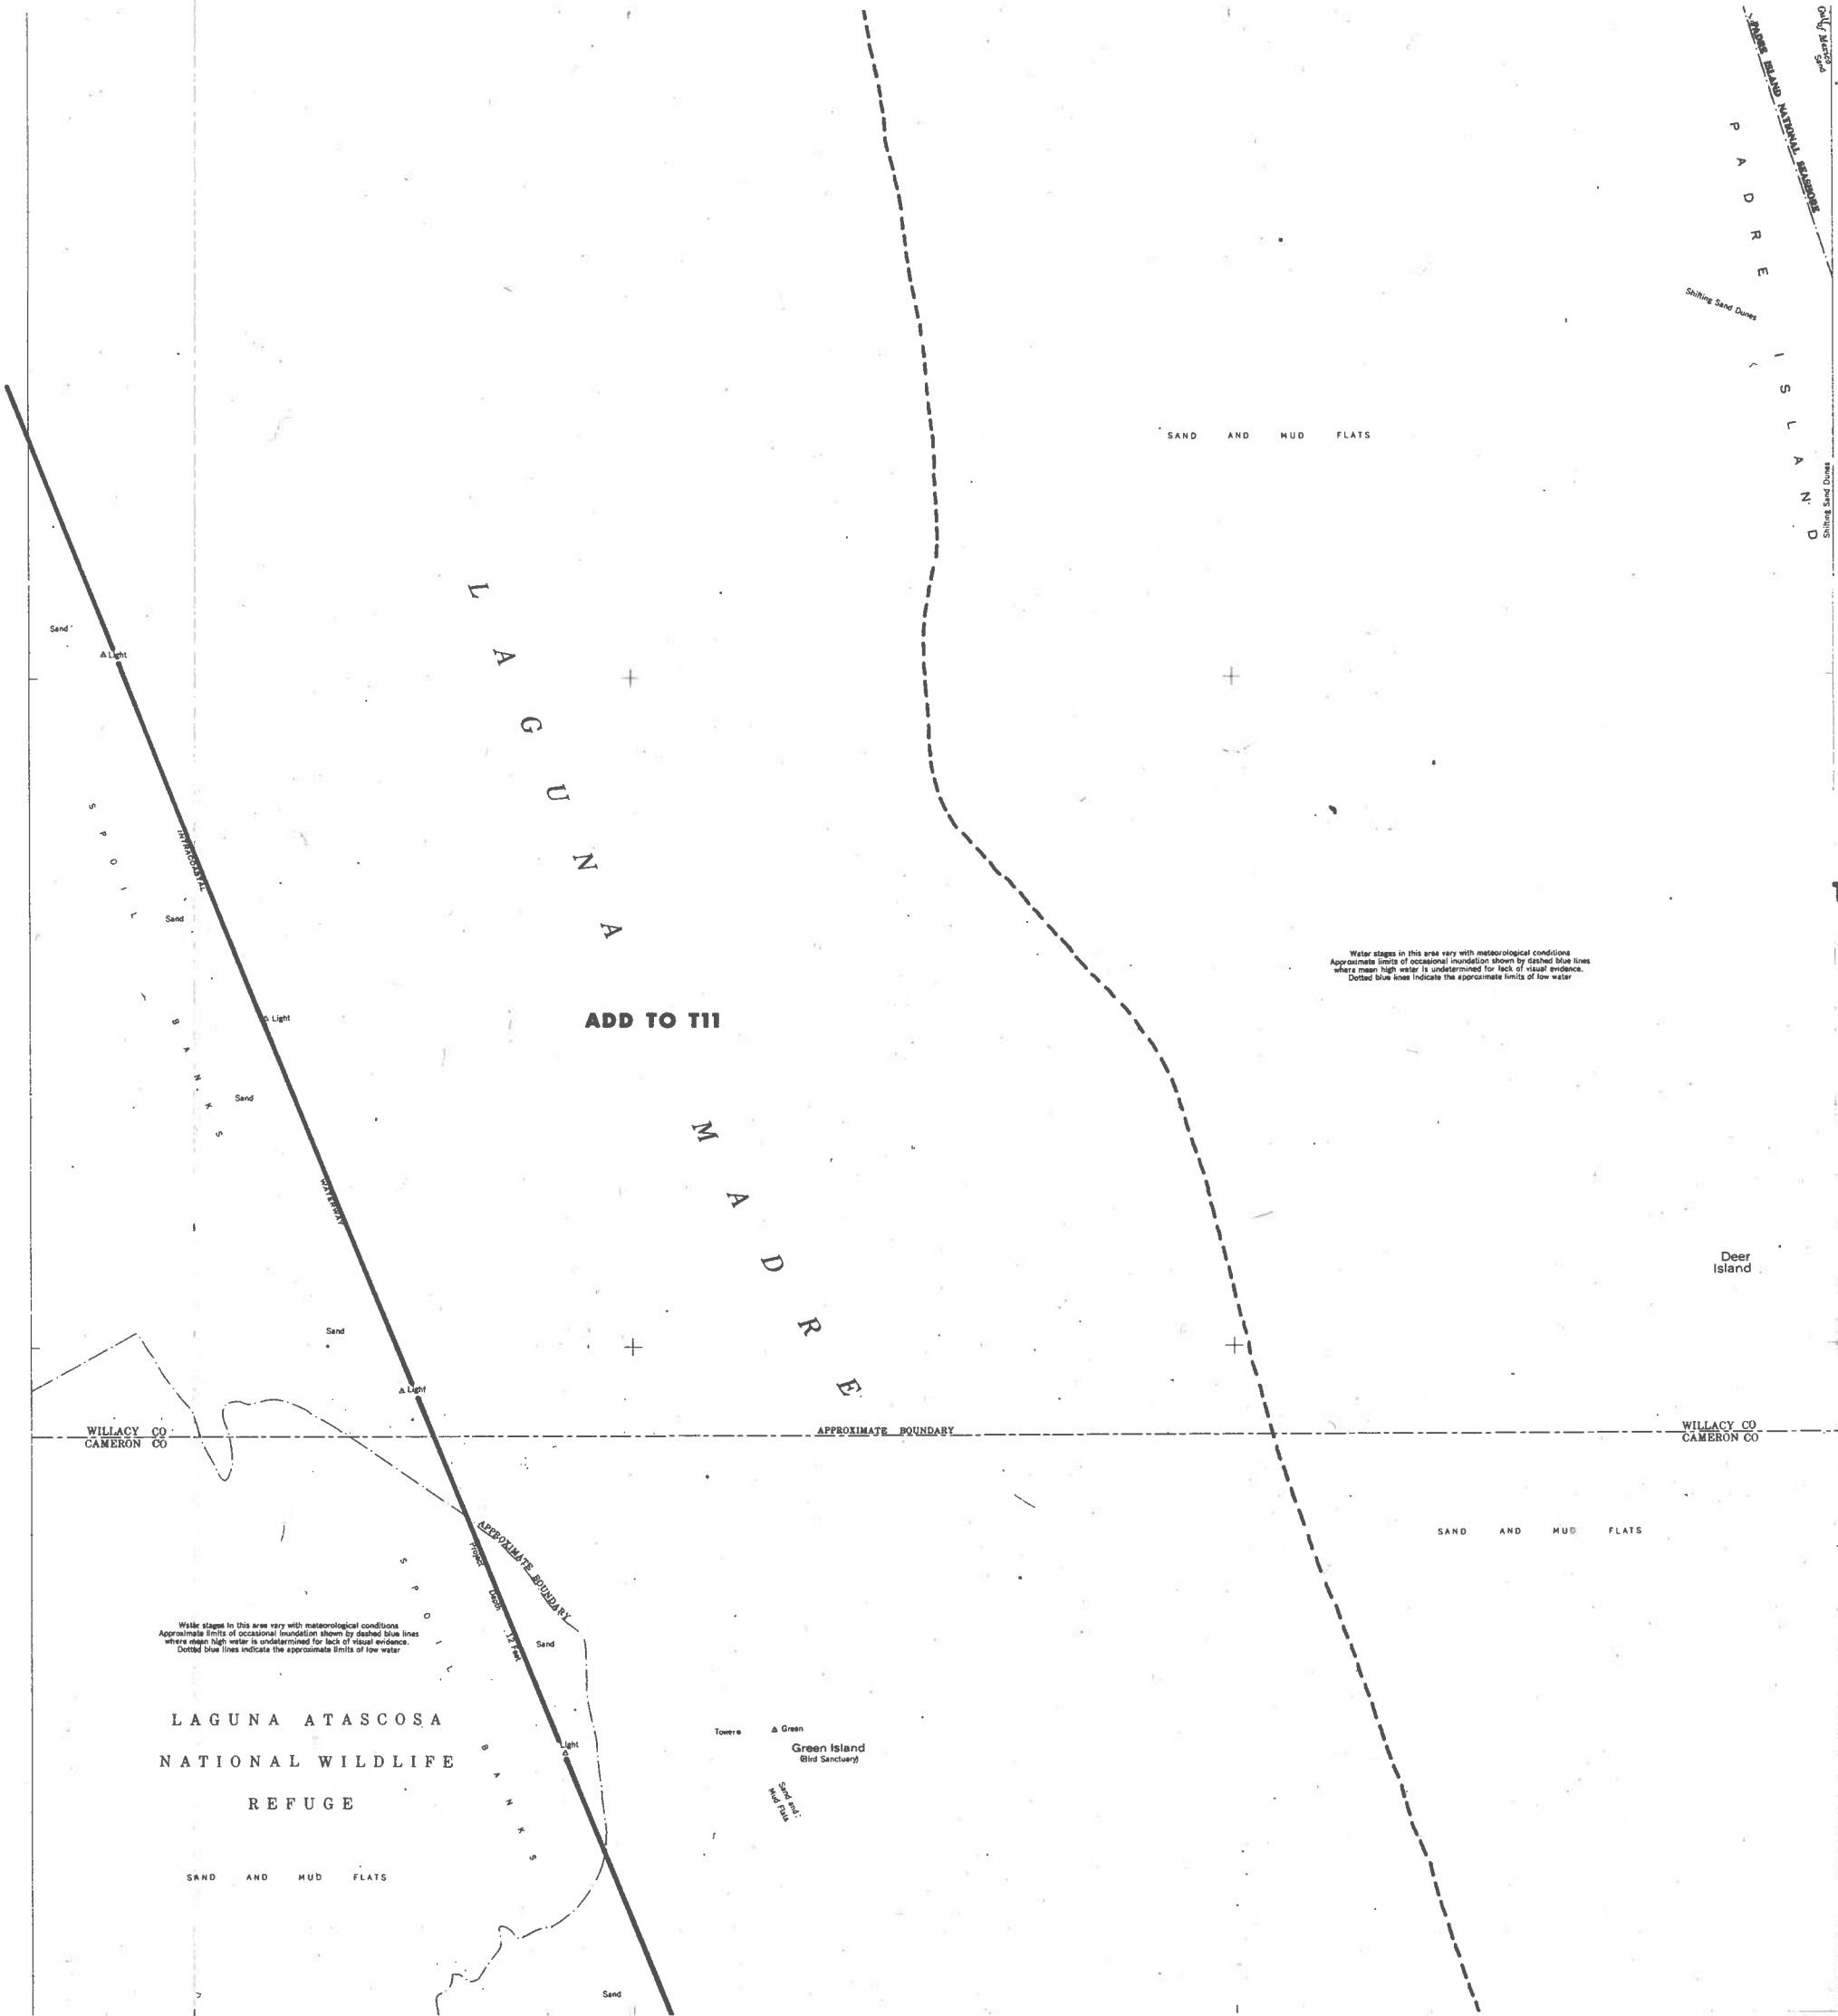 Gulf of Mexico
Sand
PADRE ISLAND NATIONAL SEASHORE
PADRE ISLAND
Shifting Sand Dunes
SAND AND MUD FLATS
Shifting Sand Dunes
LAGUNA MADRE
Sand
Light
SPOIL BANKS
INTRACOASTAL
Sand
Water stages in this area vary with meteorological conditions
Approximate limits of occasional inundation shown by dashed blue lines
where mean high water is undetermined for lack of visual evidence.
Dotted blue lines indicate the approximate limits of low water
Light
ADD TO T11
Sand
WATERWAY
Deer
Island
Sand
Light
WILLACY CO
CAMERON CO
APPROXIMATE BOUNDARY
WILLACY CO
CAMERON CO
APPROXIMATE BOUNDARY
SAND AND MUD FLATS
Project Depth 12 Feet
SPOIL BANKS
Water stages in this area vary with meteorological conditions
Approximate limits of occasional inundation shown by dashed blue lines
where mean high water is undetermined for lack of visual evidence.
Dotted blue lines indicate the approximate limits of low water
Sand
LAGUNA ATASCOSA
NATIONAL WILDLIFE
REFUGE
Tower
Green
Green Island
(Bird Sanctuary)
Light
Sand and
Mud Flats
SAND AND MUD FLATS
Sand